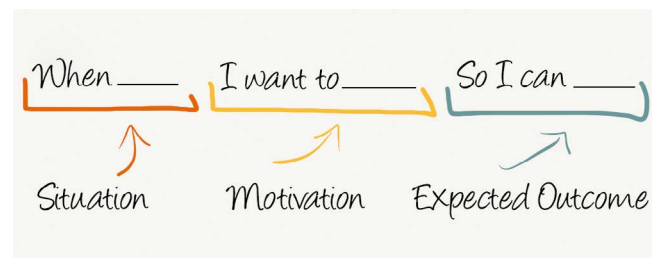 When ____ I want to ____ So I can ____
Situation Motivation Expected Outcome